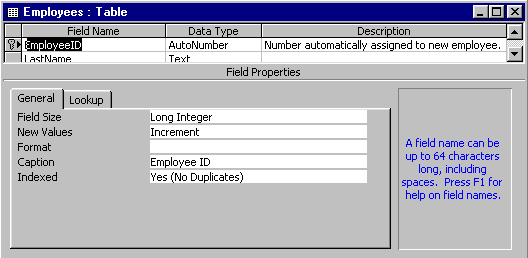 Employees : Table
Field Name Data Type Description
EmployeeID AutoNumber Number automatically assigned to new employee.
LastName Text
Field Properties
General Lookup
Field Size Long Integer
New Values Increment
Format
Caption Employee ID
Indexed Yes (No Duplicates)
A field name can be
up to 64 characters
long, including
spaces. Press F1 for
help on field names.